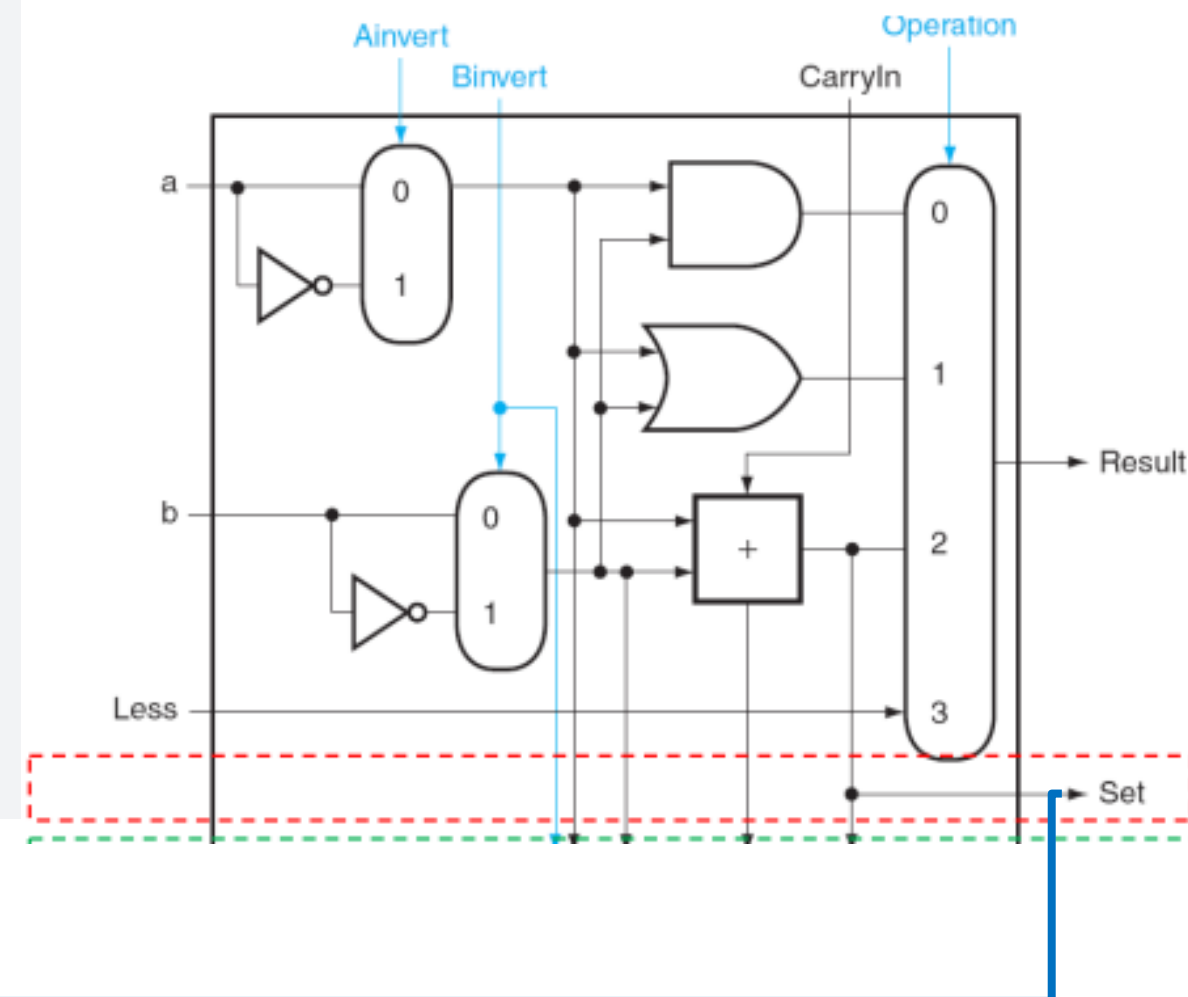 Operation
Ainvert
Binvert
CarryIn
a
0
0
1
1
Result
b
0
+
2
1
Less
3
Set